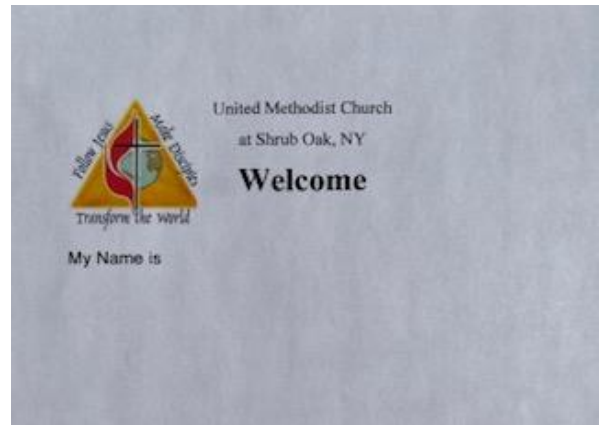 United Methodist Church
at Shrub Oak, NY
Welcome
Follow Jesus
Make Disciples
Transform the World
My Name is